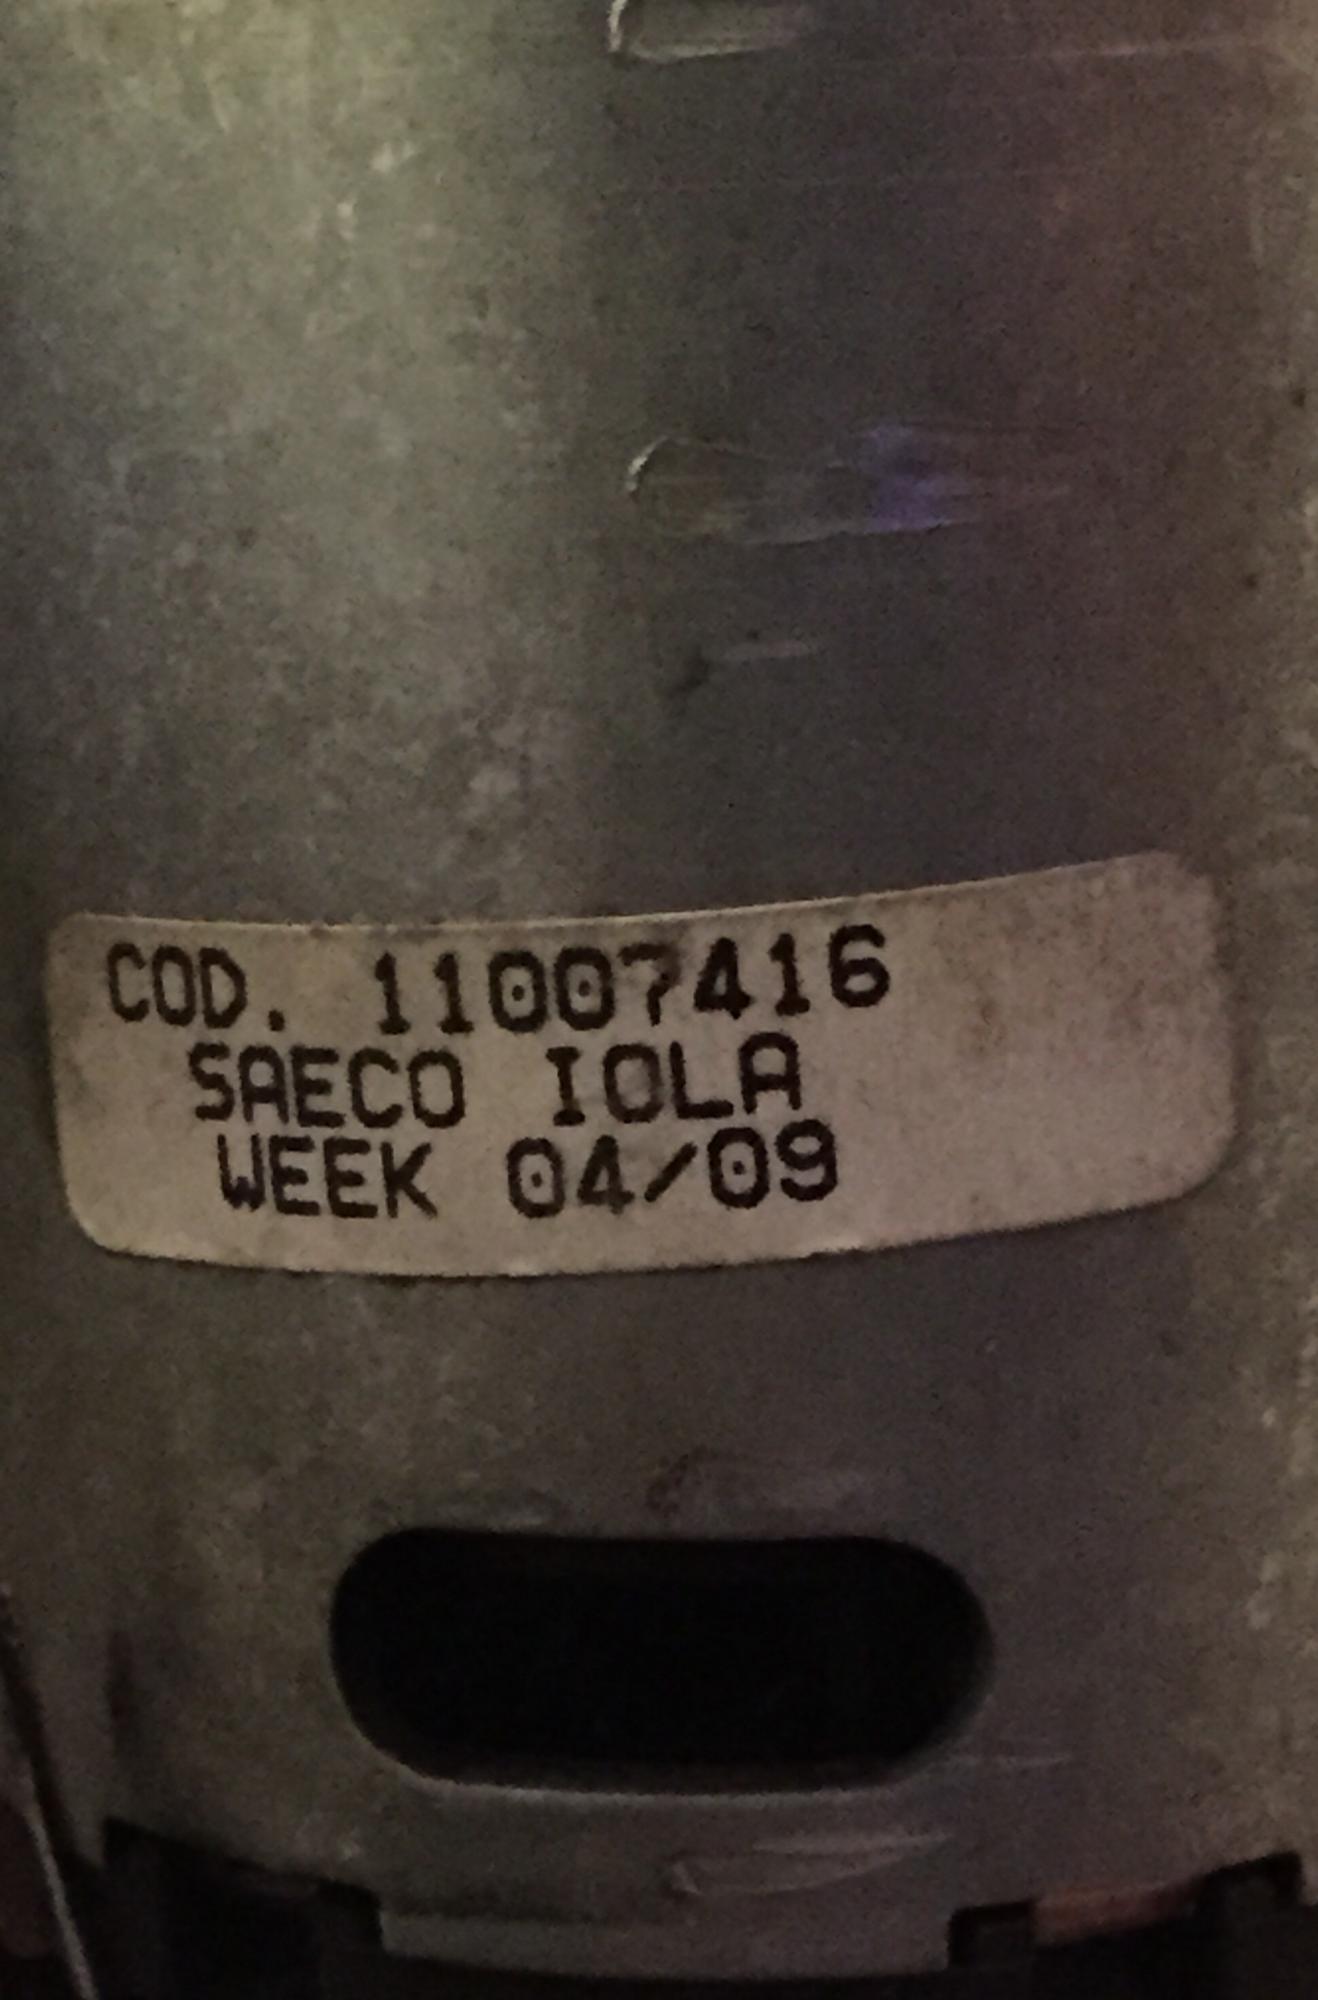 COD. 11007416
SAECO IOLA
WEEK 04/09